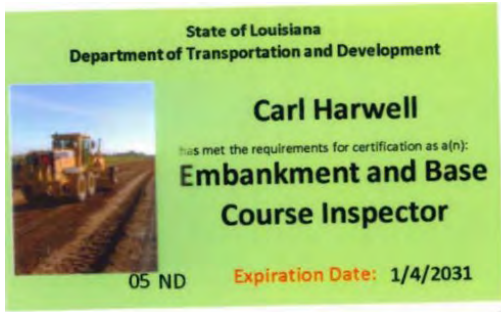 State of Louisiana
Department of Transportation and Development
Carl Harwell
has met the requirements for certification as a(n):
Embankment and Base
Course Inspector
05 ND Expiration Date: 1/4/2031